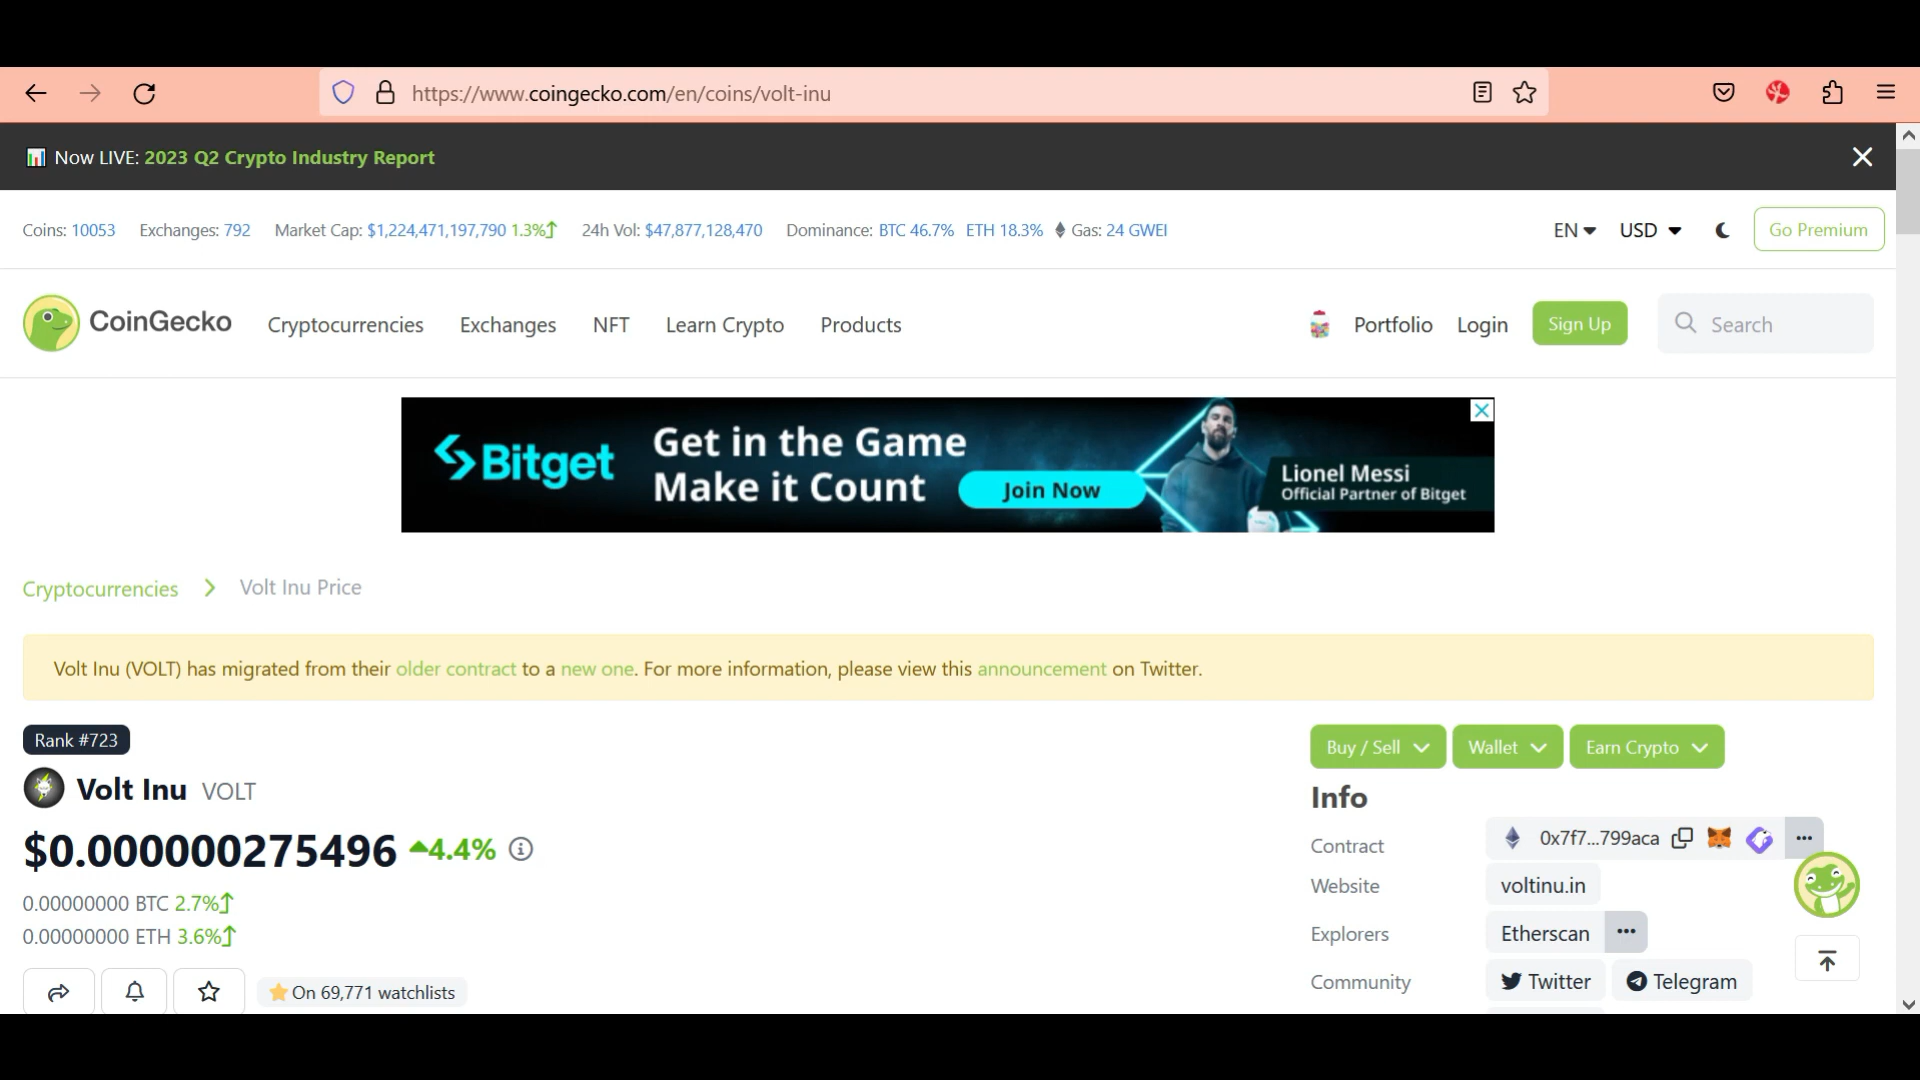 https://www.coingecko.com/en/coins/volt-inu
Now LIVE: 2023 Q2 Crypto Industry Report
Coins: 10053 Exchanges: 792 Market Cap: $1,224,471,197,790 1.3% 24h Vol: $47,877,128,470 Dominance: BTC 46.7% ETH 18.3% Gas: 24 GWEI EN USD Go Premium
CoinGecko Cryptocurrencies Exchanges NFT Learn Crypto Products Portfolio Login Sign Up Search
Bitget
Get in the Game
Make it Count
Join Now
Lionel Messi
Official Partner of Bitget
Cryptocurrencies Volt Inu Price
Volt Inu (VOLT) has migrated from their older contract to a new one. For more information, please view this announcement on Twitter.
Rank #723
Volt Inu VOLT
$0.000000275496 4.4%
0.00000000 BTC 2.7%
0.00000000 ETH 3.6%
On 69,771 watchlists
Buy / Sell Wallet Earn Crypto
Info
Contract 0x7f7...799aca
Website voltinu.in
Explorers Etherscan
Community Twitter Telegram